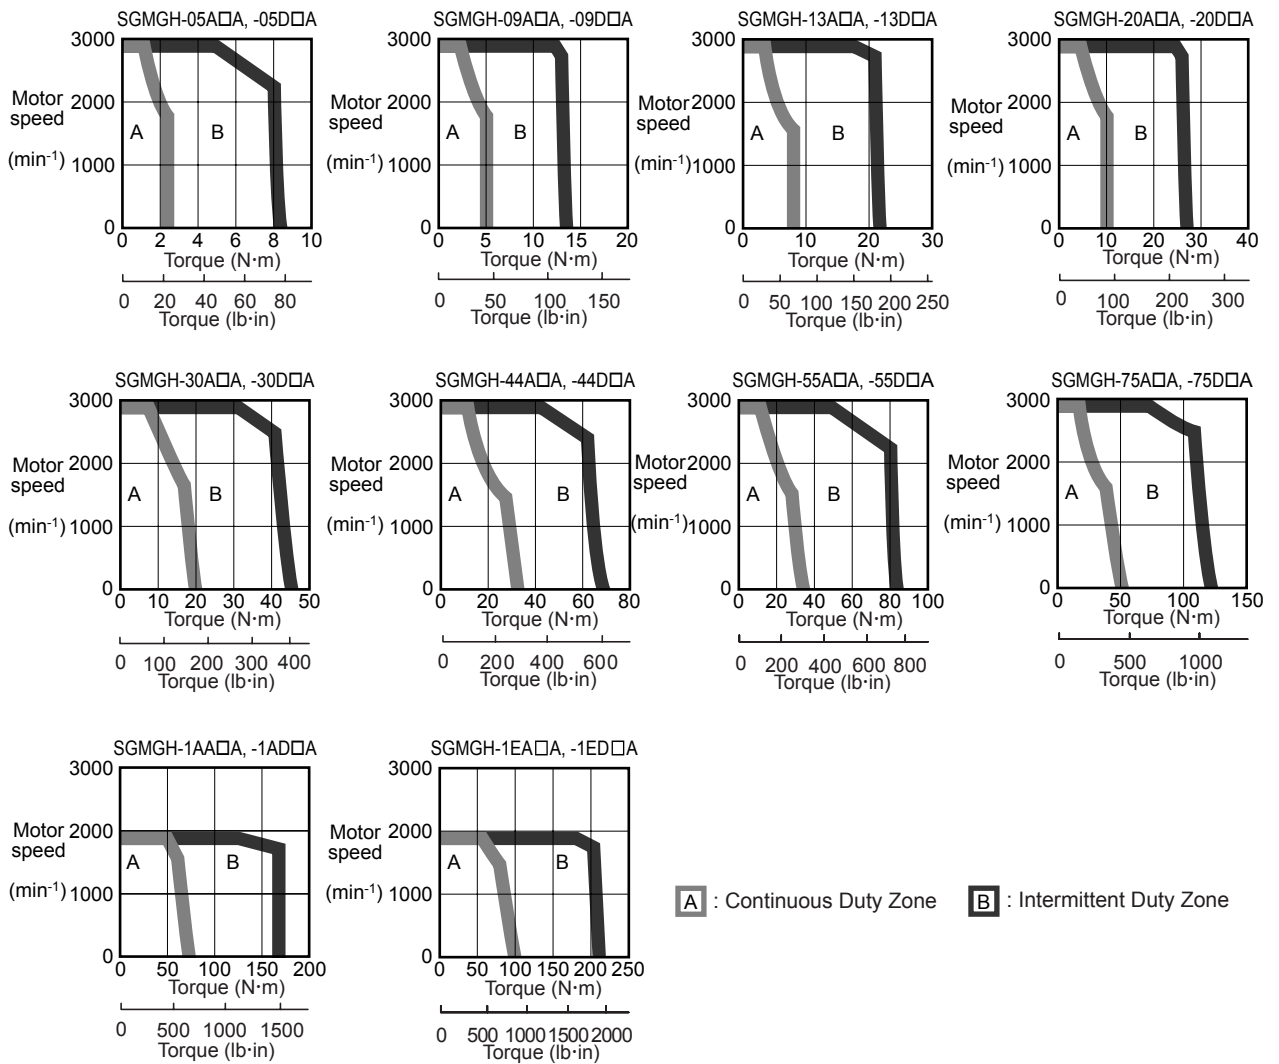 SGMGH-05A□A, -05D□A
3000
2000
1000
0
Motor
speed
(min-1)
A
B
0 2 4 6 8 10
Torque (N·m)
0 20 40 60 80
Torque (lb·in)
SGMGH-09A□A, -09D□A
3000
2000
1000
0
Motor
speed
(min-1)
A
B
0 5 10 15 20
Torque (N·m)
0 50 100 150
Torque (lb·in)
SGMGH-13A□A, -13D□A
3000
2000
1000
0
Motor
speed
(min-1)
A
B
0 10 20 30
Torque (N·m)
0 50 100 150 200 250
Torque (lb·in)
SGMGH-20A□A, -20D□A
3000
2000
1000
0
Motor
speed
(min-1)
A
B
0 10 20 30 40
Torque (N·m)
0 100 200 300
Torque (lb·in)
SGMGH-30A□A, -30D□A
3000
2000
1000
0
Motor
speed
(min-1)
A
B
0 10 20 30 40 50
Torque (N·m)
0 100 200 300 400
Torque (lb·in)
SGMGH-44A□A, -44D□A
3000
2000
1000
0
Motor
speed
(min-1)
A
B
0 20 40 60 80
Torque (N·m)
0 200 400 600
Torque (lb·in)
SGMGH-55A□A, -55D□A
3000
2000
1000
0
Motor
speed
(min-1)
A
B
0 20 40 60 80 100
Torque (N·m)
0 200 400 600 800
Torque (lb·in)
SGMGH-75A□A, -75D□A
3000
2000
1000
0
Motor
speed
(min-1)
A
B
0 50 100 150
Torque (N·m)
0 500 1000
Torque (lb·in)
SGMGH-1AA□A, -1AD□A
3000
2000
1000
0
Motor
speed
(min-1)
A
B
0 50 100 150 200
Torque (N·m)
0 500 1000 1500
Torque (lb·in)
SGMGH-1EA□A, -1ED□A
3000
2000
1000
0
Motor
speed
(min-1)
A
B
0 50 100 150 200 250
Torque (N·m)
0 500 1000 1500 2000
Torque (lb·in)
A : Continuous Duty Zone
B : Intermittent Duty Zone